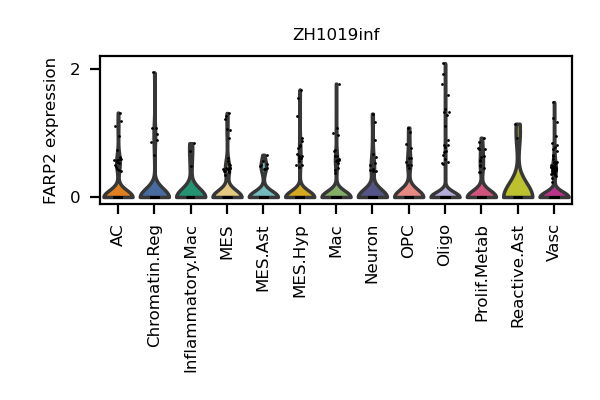 ZH1019inf
FARP2 expression
2
0
AC
Chromatin.Reg
Inflammatory.Mac
MES
MES.Ast
MES.Hyp
Mac
Neuron
OPC
Oligo
Prolif.Metab
Reactive.Ast
Vasc